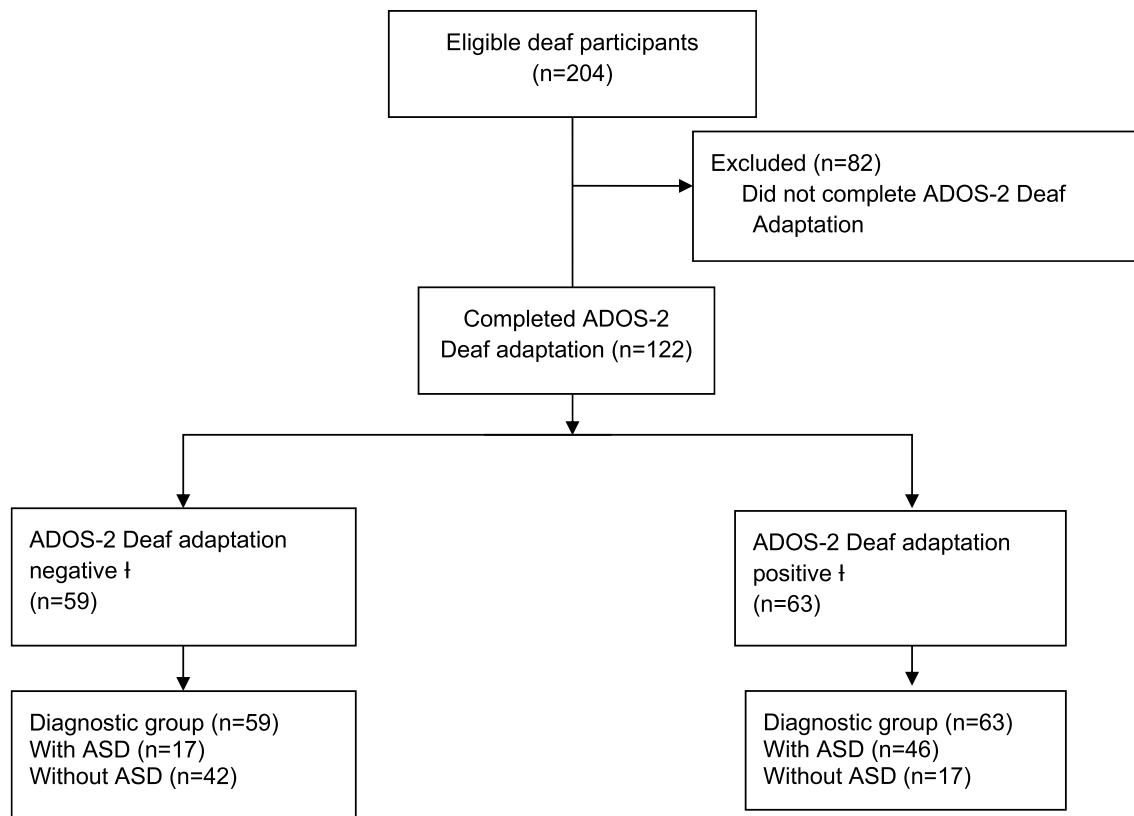 Eligible deaf participants
(n=204)
Excluded (n=82)
Did not complete ADOS-2 Deaf
Adaptation
Completed ADOS-2
Deaf adaptation (n=122)
ADOS-2 Deaf adaptation
negative ƚ
(n=59)
ADOS-2 Deaf adaptation
positive ƚ
(n=63)
Diagnostic group (n=59)
With ASD (n=17)
Without ASD (n=42)
Diagnostic group (n=63)
With ASD (n=46)
Without ASD (n=17)